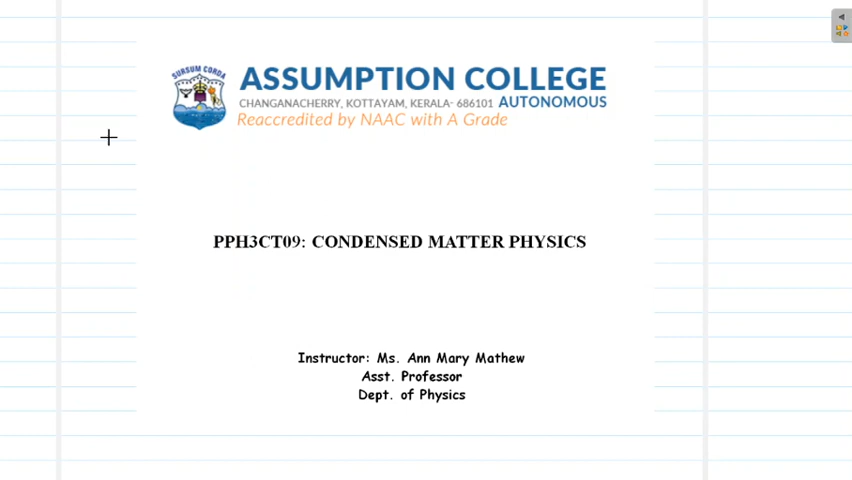 SURSUM CORDA
ASSUMPTION COLLEGE
CHANGANACHERRY, KOTTAYAM, KERALA- 686101 AUTONOMOUS
Reaccredited by NAAC with A Grade
PPH3CT09: CONDENSED MATTER PHYSICS
Instructor: Ms. Ann Mary Mathew
Asst. Professor
Dept. of Physics